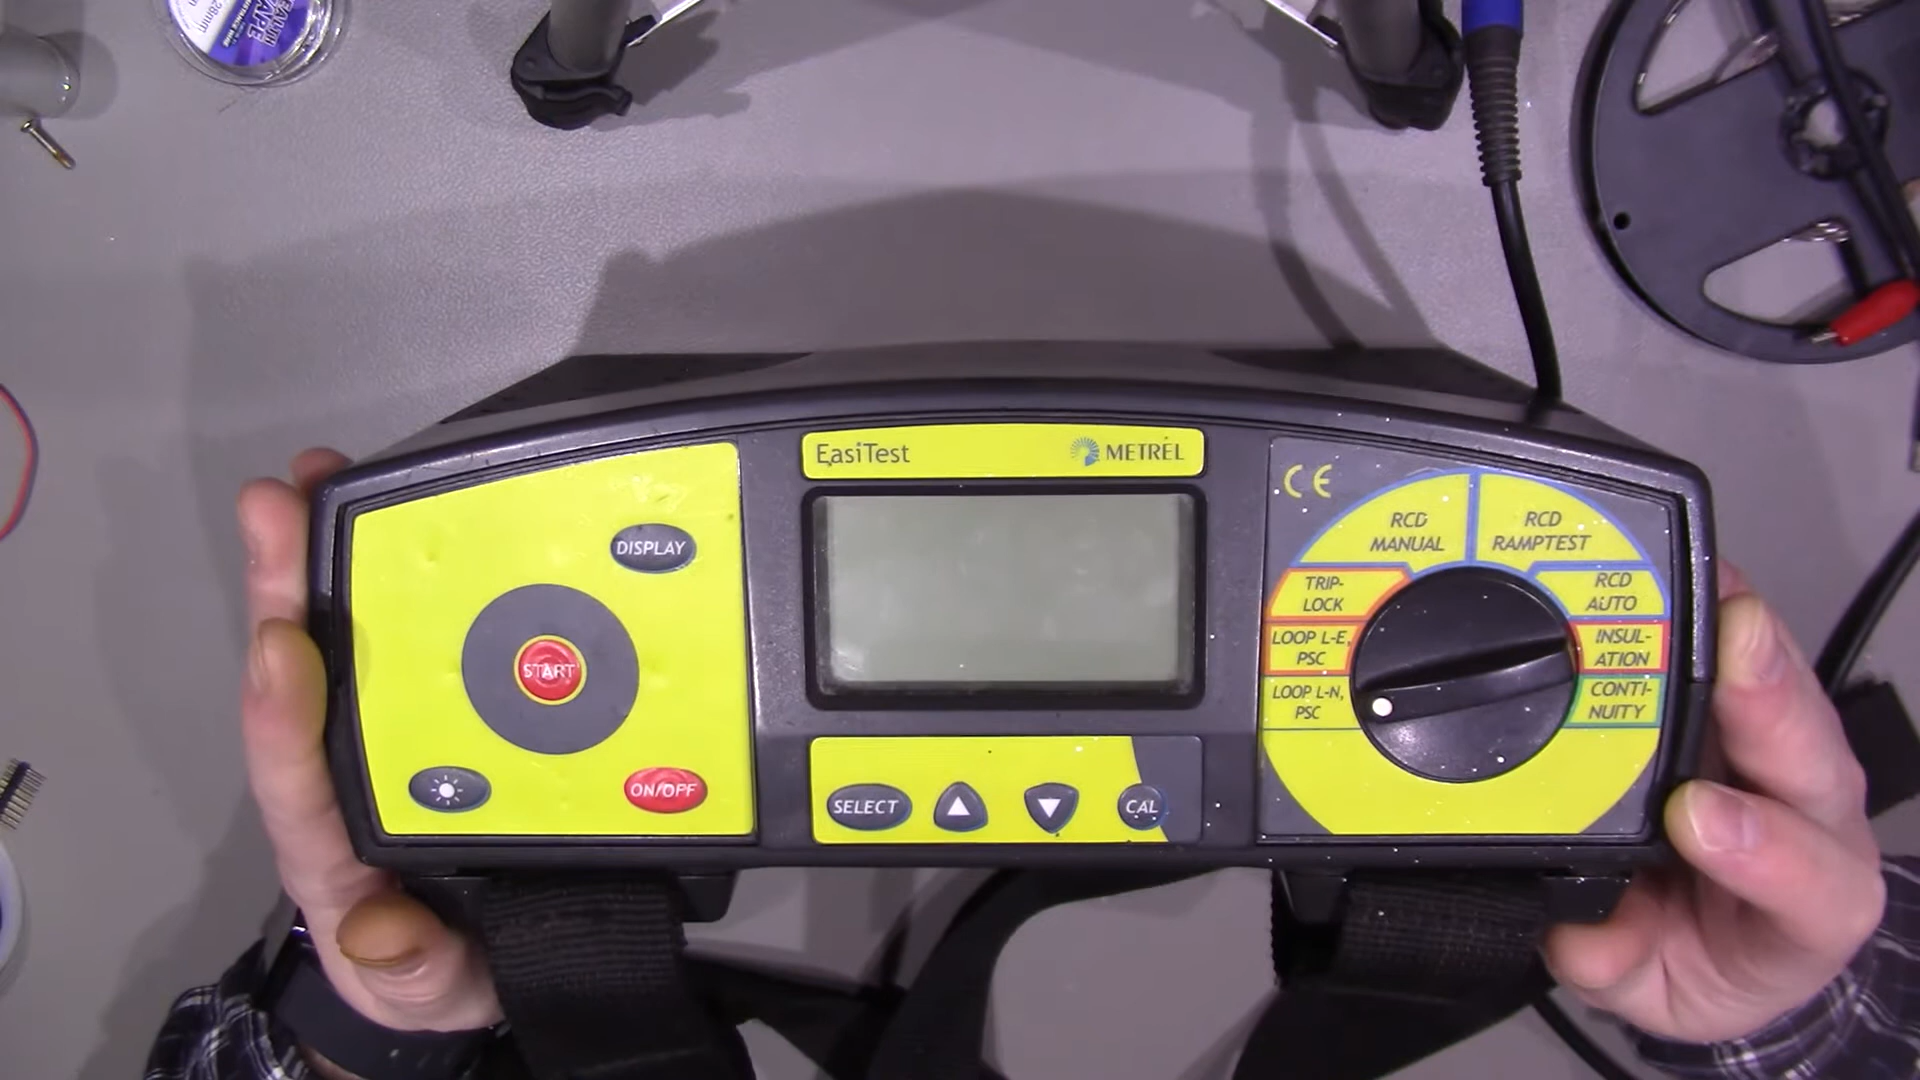 28mm
EasiTest
METREL
DISPLAY
START
ON/OFF
SELECT
CAL
CE
RCD
MANUAL
RCD
RAMPTEST
TRIP-
LOCK
RCD
AUTO
LOOP L-E,
PSC
INSUL-
ATION
LOOP L-N,
PSC
CONTI-
NUITY